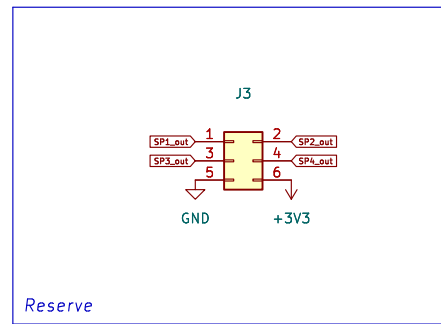 J3
SP1_out 1 2 SP2_out
SP3_out 3 4 SP4_out
5 6
GND +3V3
Reserve